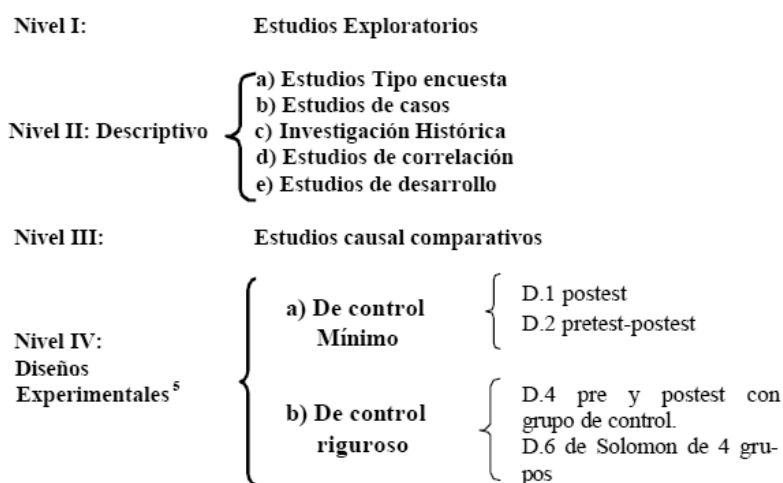 Nivel I: Estudios Exploratorios
Nivel II: Descriptivo
a) Estudios Tipo encuesta
b) Estudios de casos
c) Investigación Histórica
d) Estudios de correlación
e) Estudios de desarrollo
Nivel III: Estudios causal comparativos
Nivel IV:
Diseños
Experimentales 5
a) De control
Mínimo
D.1 postest
D.2 pretest-postest
b) De control
riguroso
D.4 pre y postest con
grupo de control.
D.6 de Solomon de 4 gru-
pos